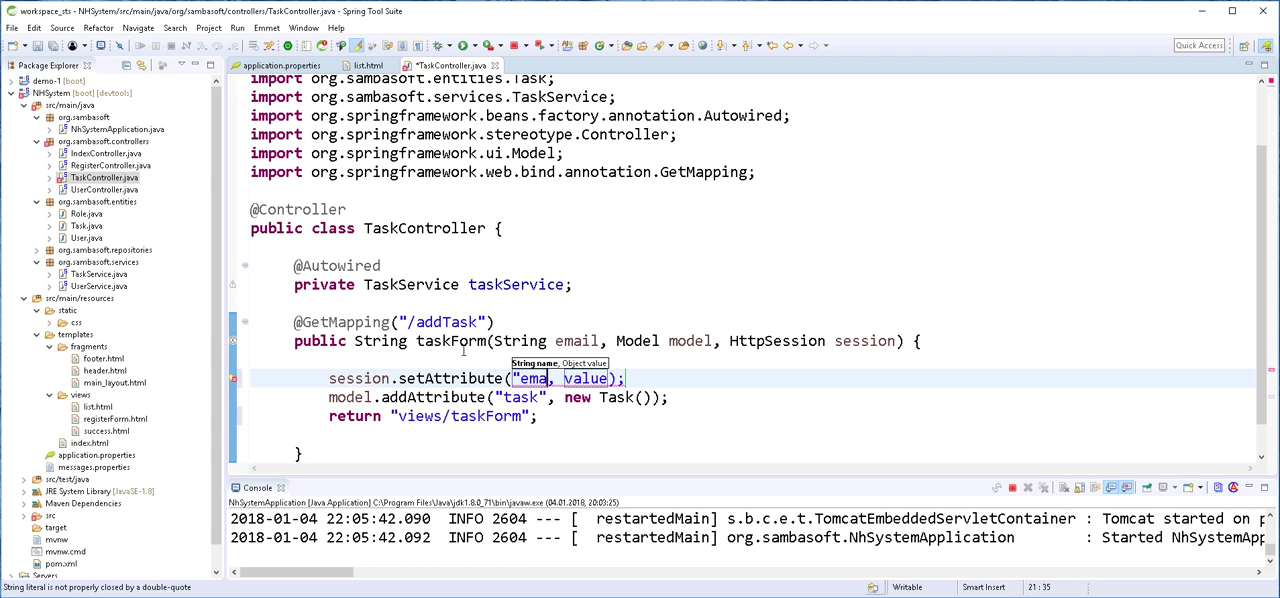 workspace_sts - NHSystem/src/main/java/org/sambasoft/controllers/TaskController.java - Spring Tool Suite
File Edit Source Refactor Navigate Search Project Run Emmet Window Help
Quick Access
Package Explorer
application.properties list.html *TaskController.java
demo-1 [boot]
NHSystem [boot] [devtools]
src/main/java
org.sambasoft
NhSystemApplication.java
org.sambasoft.controllers
IndexController.java
RegisterController.java
TaskController.java
UserController.java
org.sambasoft.entities
Role.java
Task.java
User.java
org.sambasoft.repositories
org.sambasoft.services
TaskService.java
UserService.java
src/main/resources
static
css
templates
fragments
footer.html
header.html
main_layout.html
views
list.html
registerForm.html
success.html
index.html
application.properties
messages.properties
src/test/java
JRE System Library [JavaSE-1.8]
Maven Dependencies
src
target
mvnw
mvnw.cmd
pom.xml
Servers
import org.sambasoft.entities.Task;
import org.sambasoft.services.TaskService;
import org.springframework.beans.factory.annotation.Autowired;
import org.springframework.stereotype.Controller;
import org.springframework.ui.Model;
import org.springframework.web.bind.annotation.GetMapping;
@Controller
public class TaskController {
@Autowired
private TaskService taskService;
@GetMapping("/addTask")
public String taskForm(String email, Model model, HttpSession session) {
String name, Object value
session.setAttribute("ema, value);
model.addAttribute("task", new Task());
return "views/taskForm";
}
Console
NhSystemApplication [Java Application] C:\Program Files\Java\jdk1.8.0_71\bin\javaw.exe (04.01.2018, 20:03:25)
2018-01-04 22:05:42.090 INFO 2604 --- [ restartedMain] s.b.c.e.t.TomcatEmbeddedServletContainer : Tomcat started on p
2018-01-04 22:05:42.092 INFO 2604 --- [ restartedMain] org.sambasoft.NhSystemApplication : Started NhSystemApp
String literal is not properly closed by a double-quote Writable Smart Insert 21 : 35